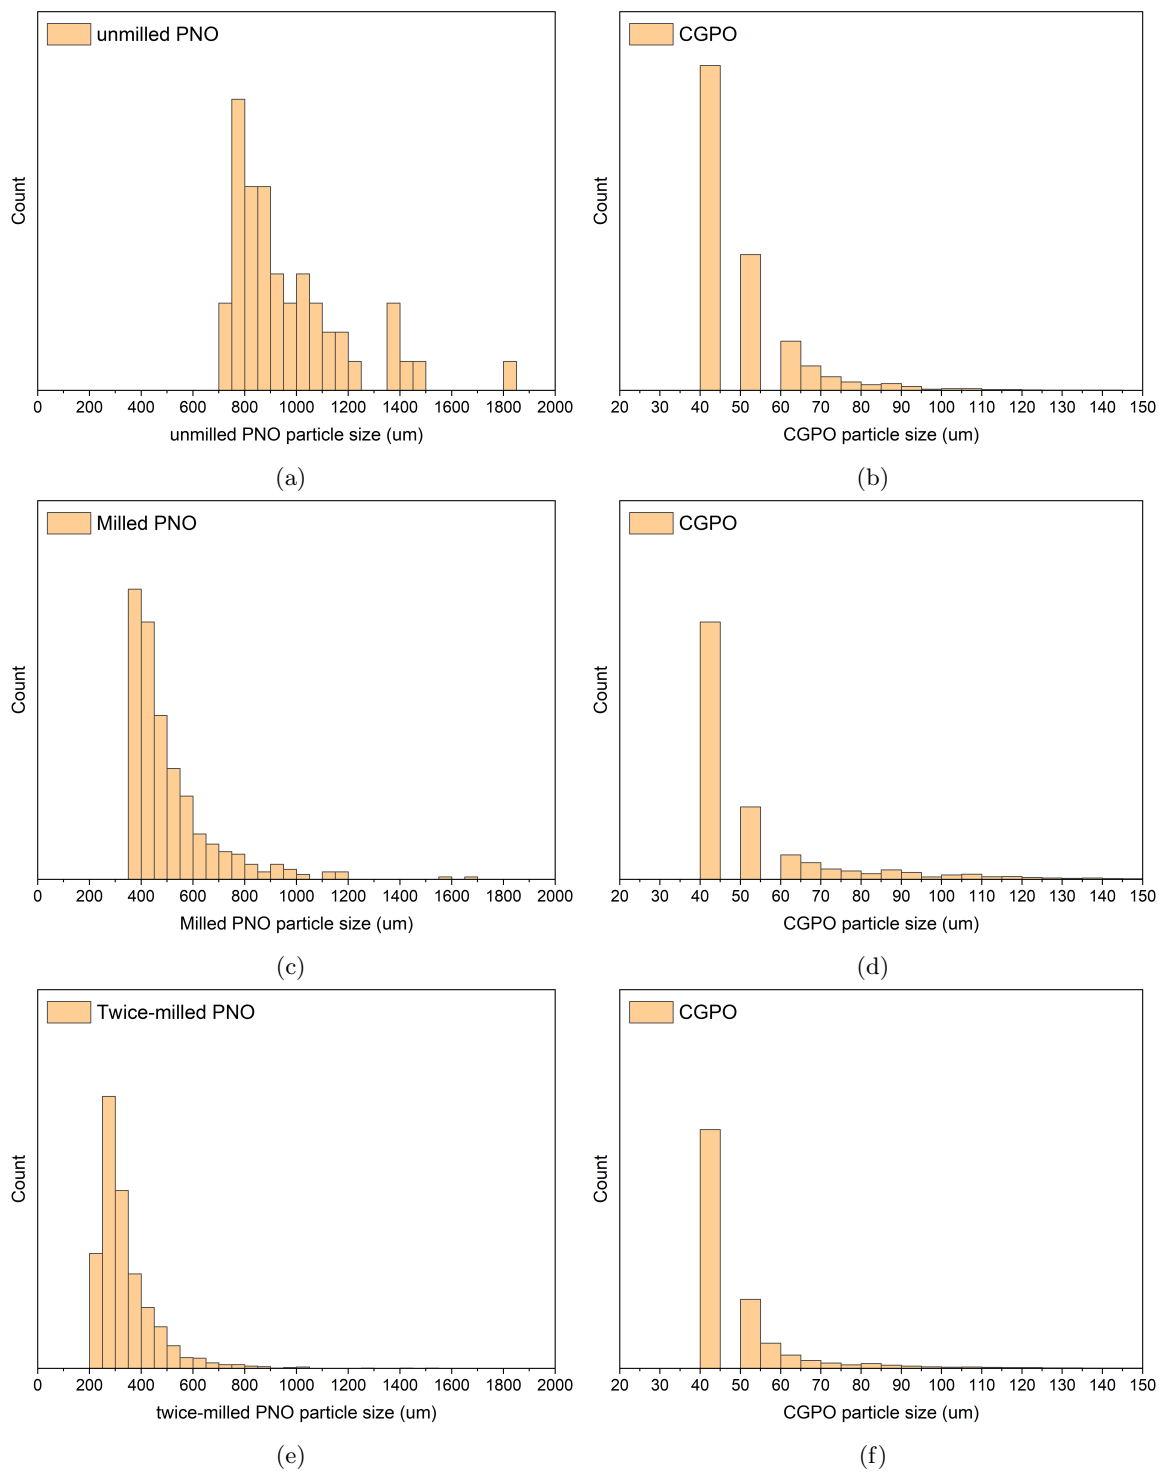 unmilled PNO
Count
0 200 400 600 800 1000 1200 1400 1600 1800 2000
unmilled PNO particle size (um)
(a)
CGPO
Count
20 30 40 50 60 70 80 90 100 110 120 130 140 150
CGPO particle size (um)
(b)
Milled PNO
Count
0 200 400 600 800 1000 1200 1400 1600 1800 2000
Milled PNO particle size (um)
(c)
CGPO
Count
20 30 40 50 60 70 80 90 100 110 120 130 140 150
CGPO particle size (um)
(d)
Twice-milled PNO
Count
0 200 400 600 800 1000 1200 1400 1600 1800 2000
twice-milled PNO particle size (um)
(e)
CGPO
Count
20 30 40 50 60 70 80 90 100 110 120 130 140 150
CGPO particle size (um)
(f)